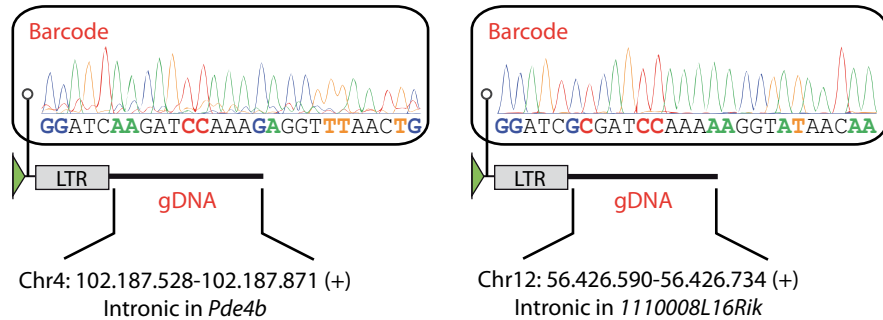 Barcode
GGATCAAGATCCAAAGAGGTTTAACTG
LTR
gDNA
Chr4: 102.187.528-102.187.871 (+)
Intronic in Pde4b
Barcode
GGATCGCGATCCAAAAAGGTATAACAA
LTR
gDNA
Chr12: 56.426.590-56.426.734 (+)
Intronic in 1110008L16Rik